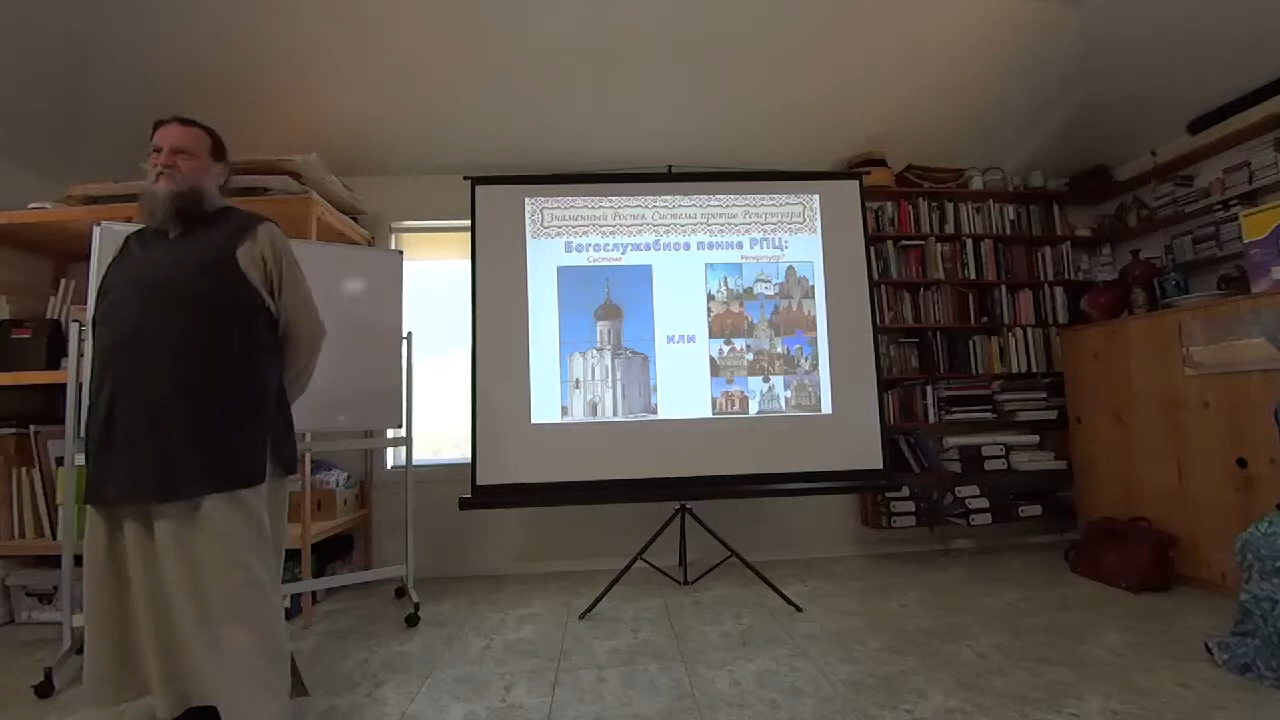 Знаменный Роспев. Система против Репертуара
Богослужебное пение РПЦ:
Система
Репертуар?
или